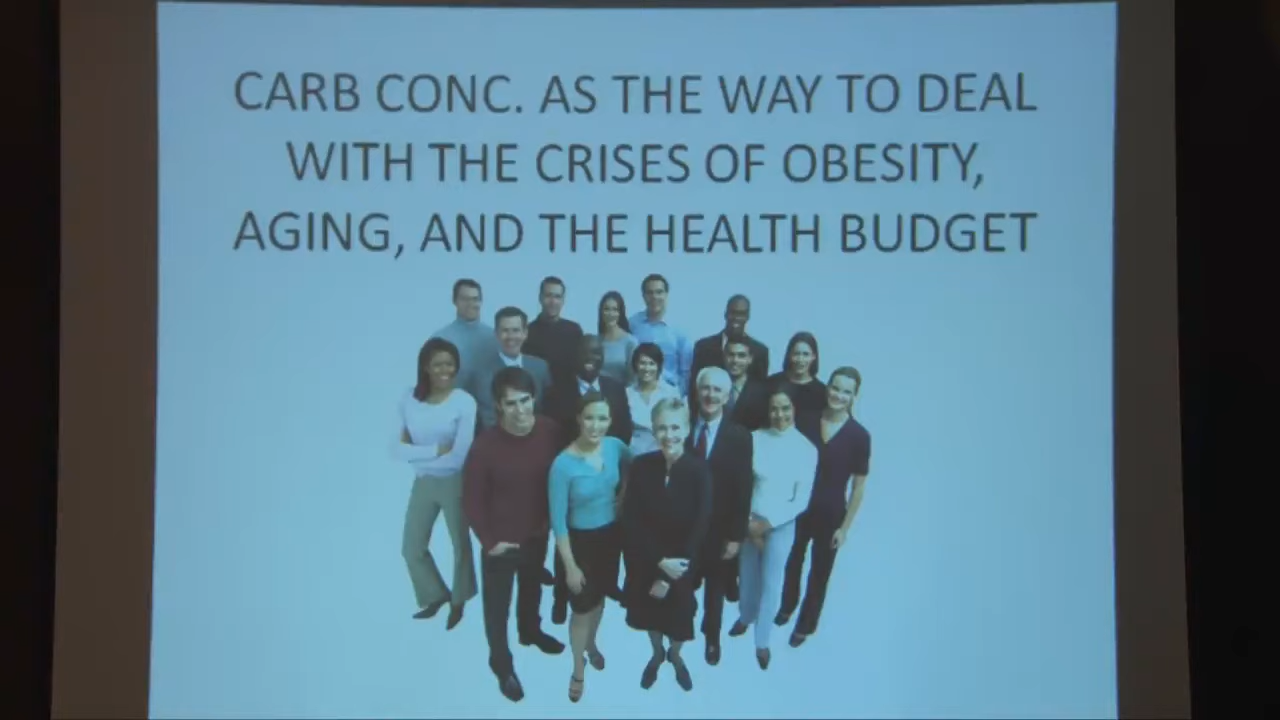 CARB CONC. AS THE WAY TO DEAL
WITH THE CRISES OF OBESITY,
AGING, AND THE HEALTH BUDGET